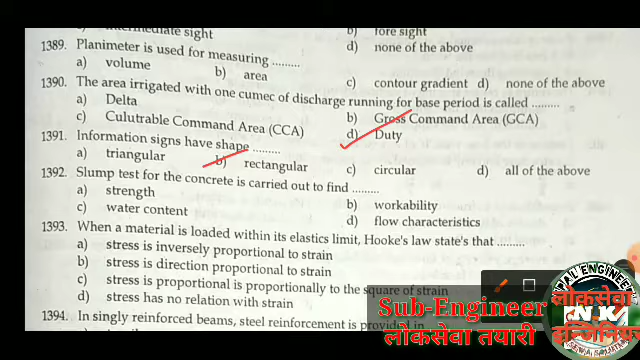 intermediate sight b) fore sight
d) none of the above
1389. Planimeter is used for measuring .........
a) volume b) area c) contour gradient d) none of the above
1390. The area irrigated with one cumec of discharge running for base period is called .........
a) Delta b) Gross Command Area (GCA)
c) Culutrable Command Area (CCA) d) Duty
1391. Information signs have shape .........
a) triangular b) rectangular c) circular d) all of the above
1392. Slump test for the concrete is carried out to find .........
a) strength b) workability
c) water content d) flow characteristics
1393. When a material is loaded within its elastics limit, Hooke's law state's that .........
a) stress is inversely proportional to strain
b) stress is direction proportional to strain
c) stress is proportional is proportionally to the square of strain
d) stress has no relation with strain
1394. In singly reinforced beams, steel reinforcement is provided in
Sub-Engineer लोकसेवा
लोकसेवा तयारी